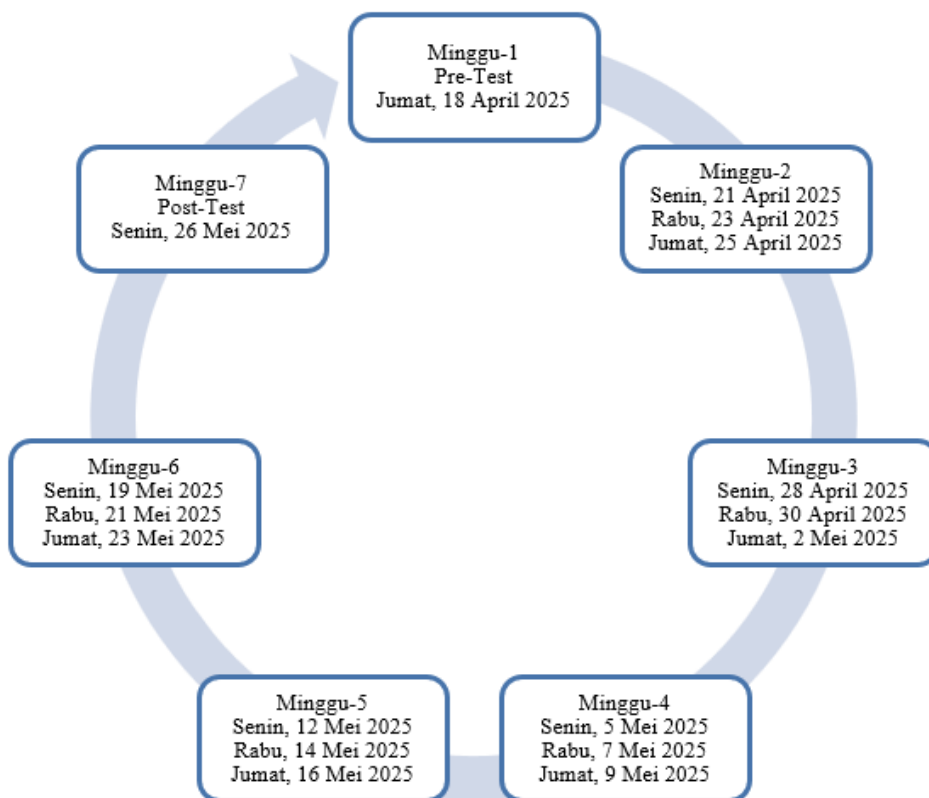 Minggu-1
Pre-Test
Jumat, 18 April 2025
Minggu-2
Senin, 21 April 2025
Rabu, 23 April 2025
Jumat, 25 April 2025
Minggu-3
Senin, 28 April 2025
Rabu, 30 April 2025
Jumat, 2 Mei 2025
Minggu-4
Senin, 5 Mei 2025
Rabu, 7 Mei 2025
Jumat, 9 Mei 2025
Minggu-5
Senin, 12 Mei 2025
Rabu, 14 Mei 2025
Jumat, 16 Mei 2025
Minggu-6
Senin, 19 Mei 2025
Rabu, 21 Mei 2025
Jumat, 23 Mei 2025
Minggu-7
Post-Test
Senin, 26 Mei 2025